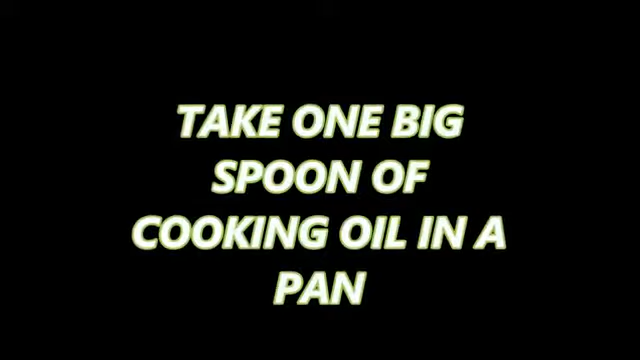 TAKE ONE BIG
SPOON OF
COOKING OIL IN A
PAN